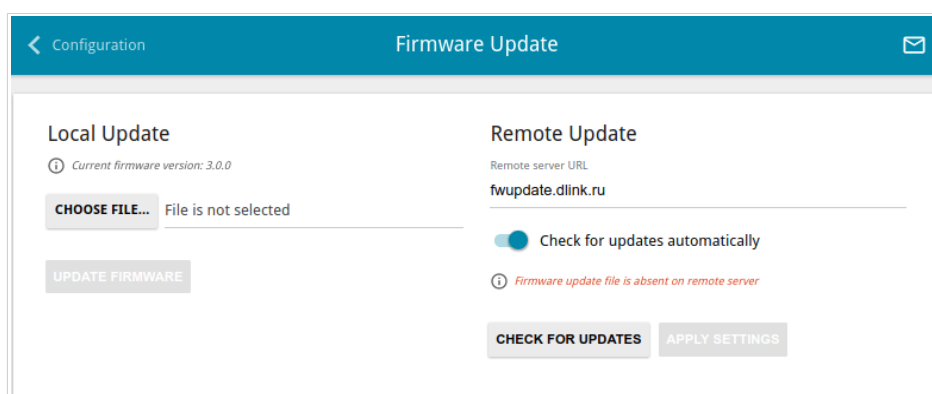 Configuration
Firmware Update
Local Update
Current firmware version: 3.0.0
CHOOSE FILE... File is not selected
UPDATE FIRMWARE
Remote Update
Remote server URL
fwupdate.dlink.ru
Check for updates automatically
Firmware update file is absent on remote server
CHECK FOR UPDATES
APPLY SETTINGS